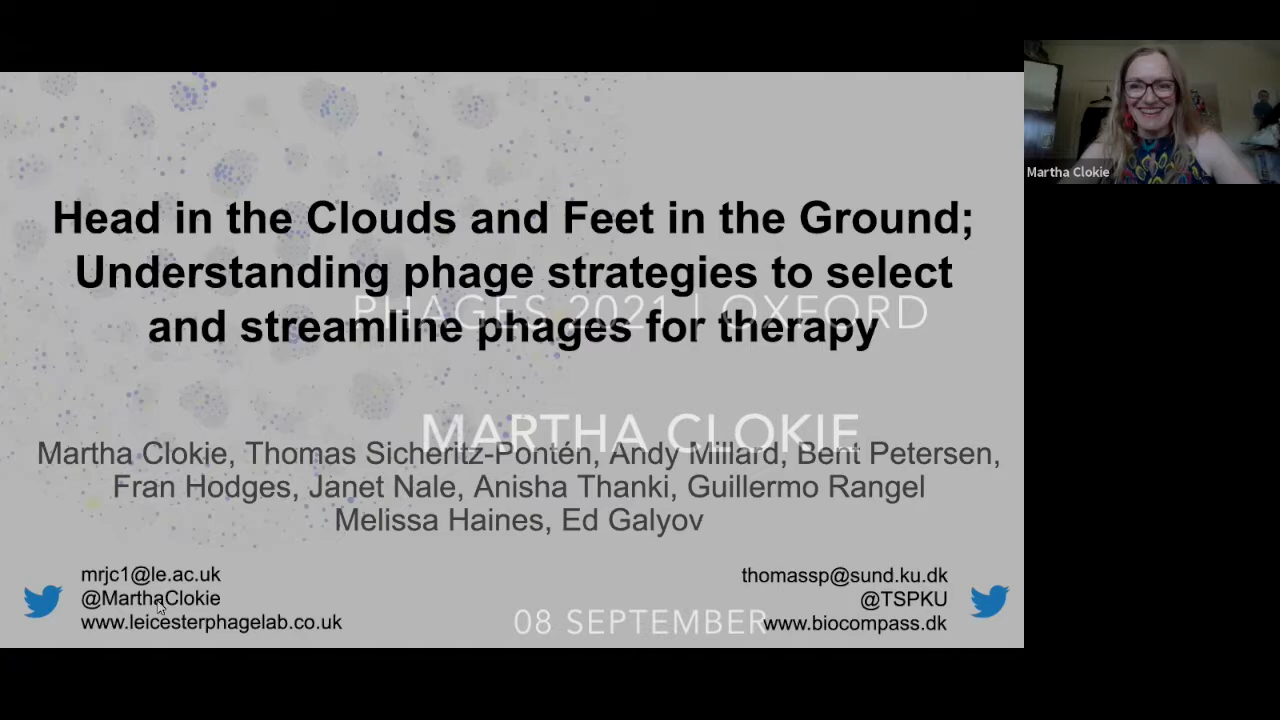 Head in the Clouds and Feet in the Ground;
Understanding phage strategies to select
and streamline phages for therapy
PHAGES 2021 | OXFORD
MARTHA CLOKIE
Martha Clokie, Thomas Sicheritz-Pontén, Andy Millard, Bent Petersen,
Fran Hodges, Janet Nale, Anisha Thanki, Guillermo Rangel
Melissa Haines, Ed Galyov
mrjc1@le.ac.uk
@MarthaClokie
www.leicesterphagelab.co.uk
08 SEPTEMBER
thomassp@sund.ku.dk
@TSPKU
www.biocompass.dk
Martha Clokie